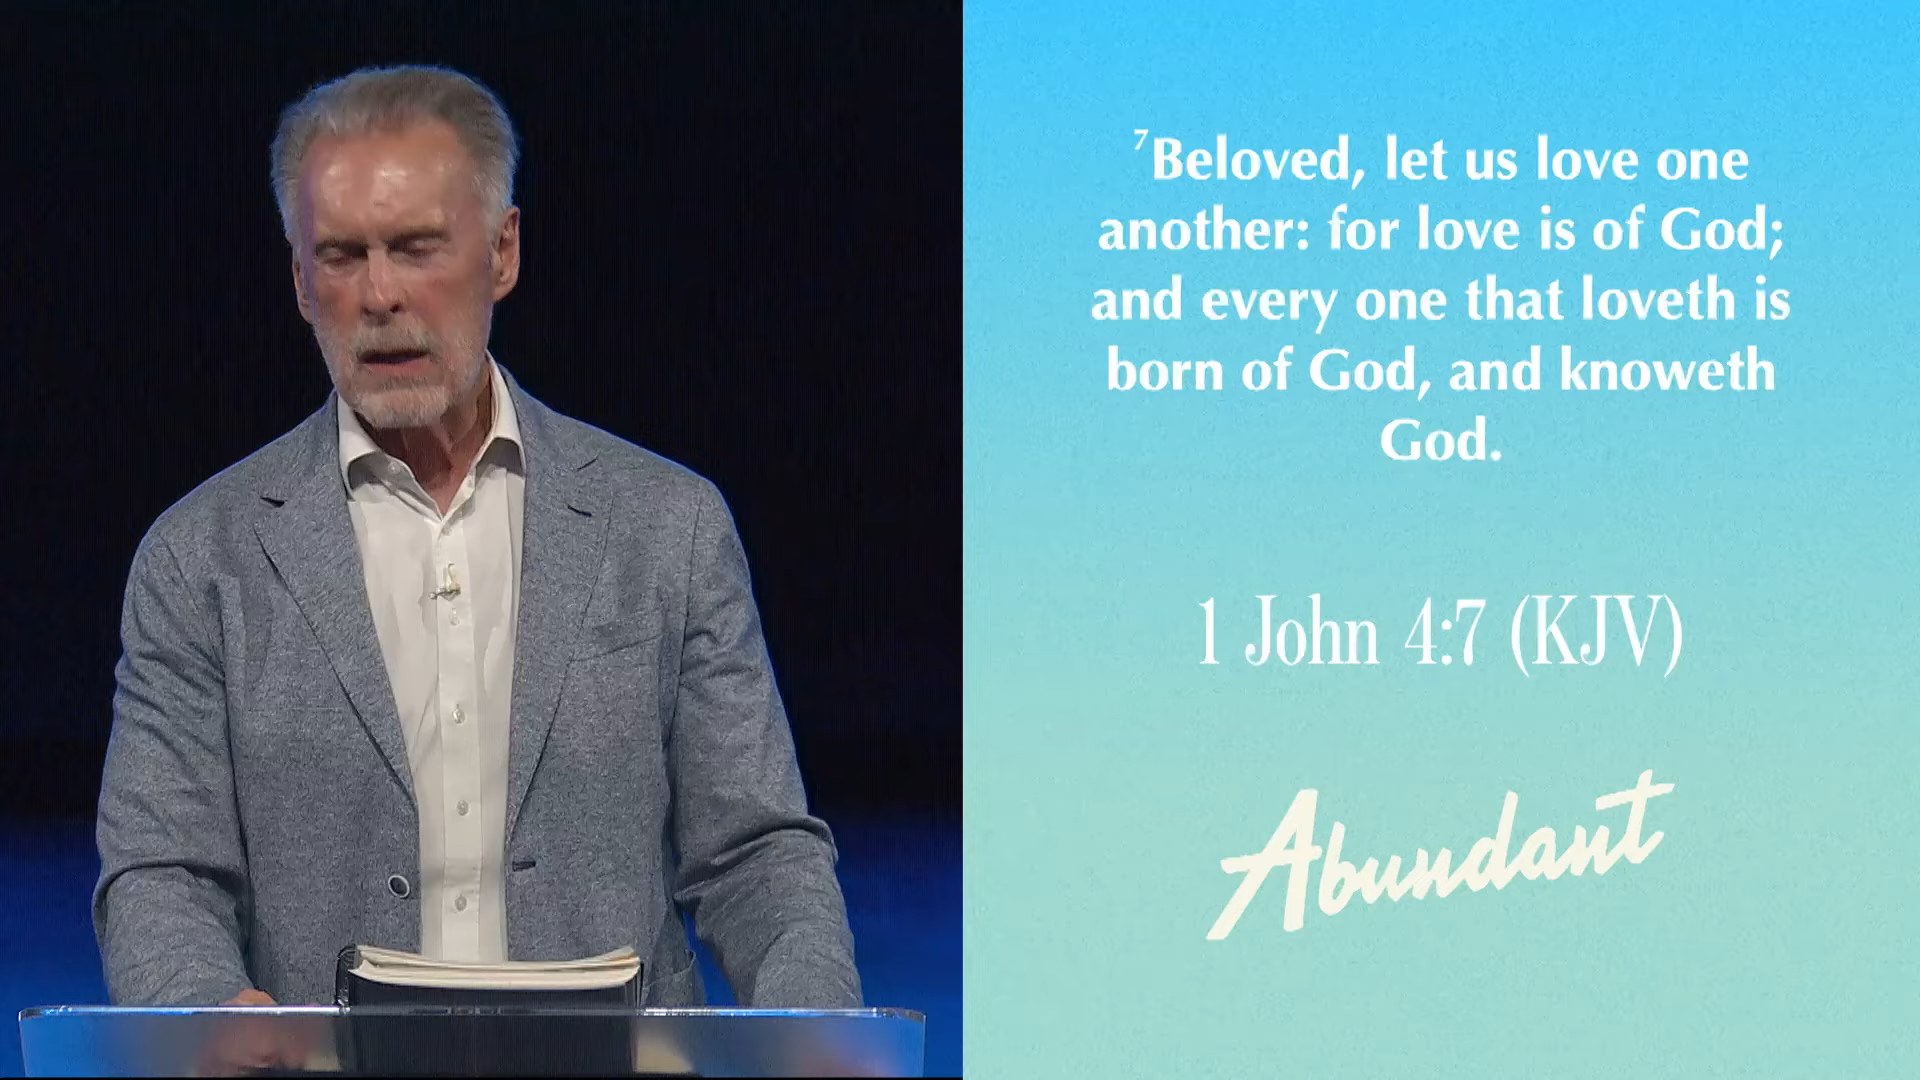 ⁷Beloved, let us love one
another: for love is of God;
and every one that loveth is
born of God, and knoweth
God.
1 John 4:7 (KJV)
Abundant